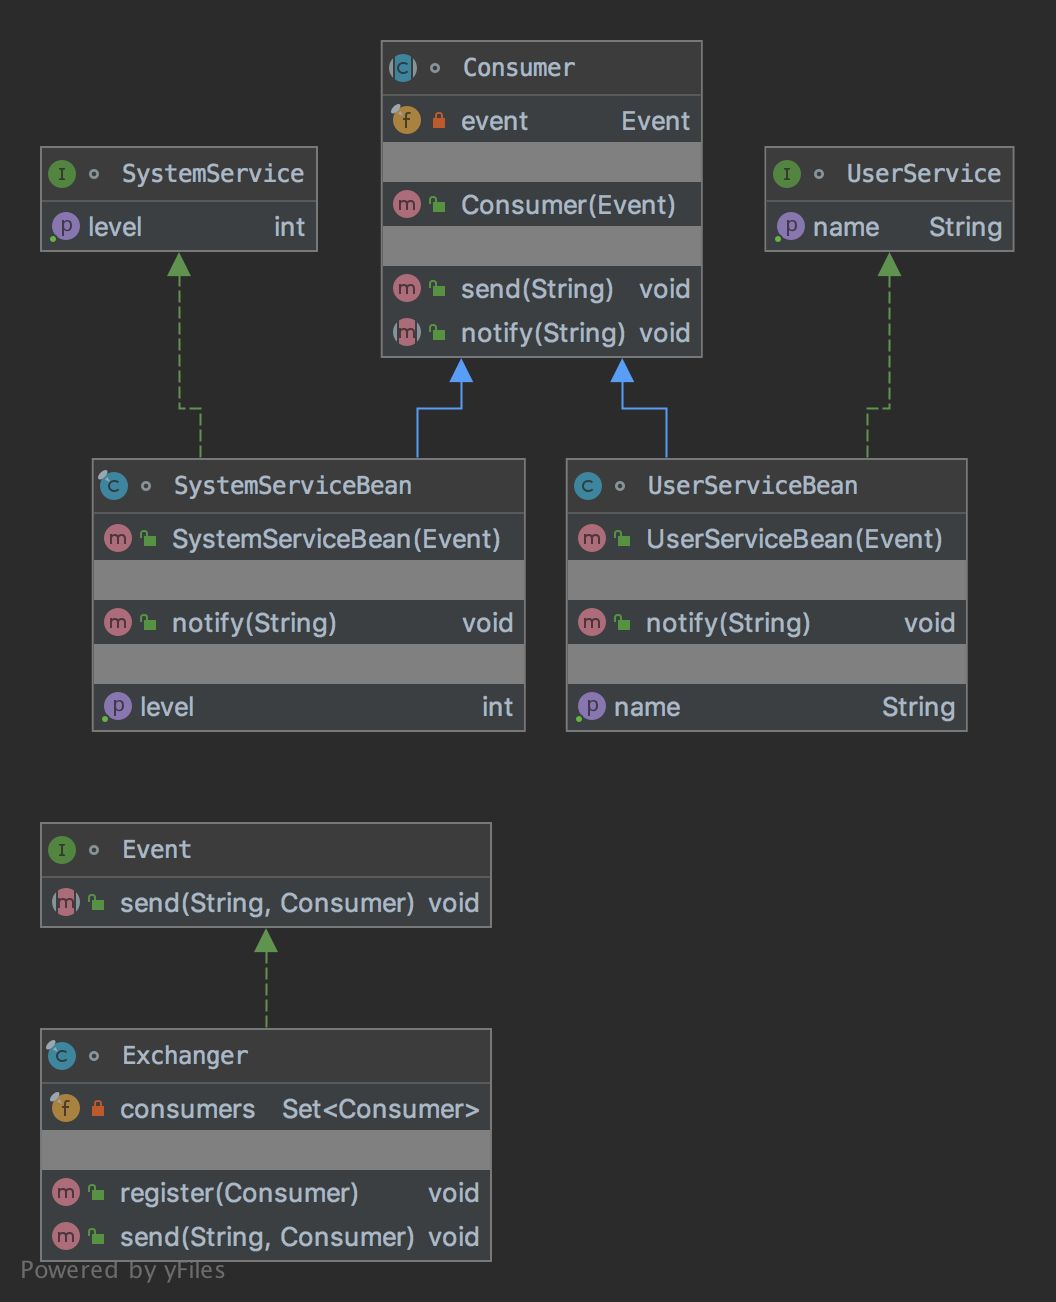 Consumer
event Event
Consumer(Event)
send(String) void
notify(String) void
SystemService
level int
UserService
name String
SystemServiceBean
SystemServiceBean(Event)
notify(String) void
level int
UserServiceBean
UserServiceBean(Event)
notify(String) void
name String
Event
send(String, Consumer) void
Exchanger
consumers Set<Consumer>
register(Consumer) void
send(String, Consumer) void
Powered by yFiles